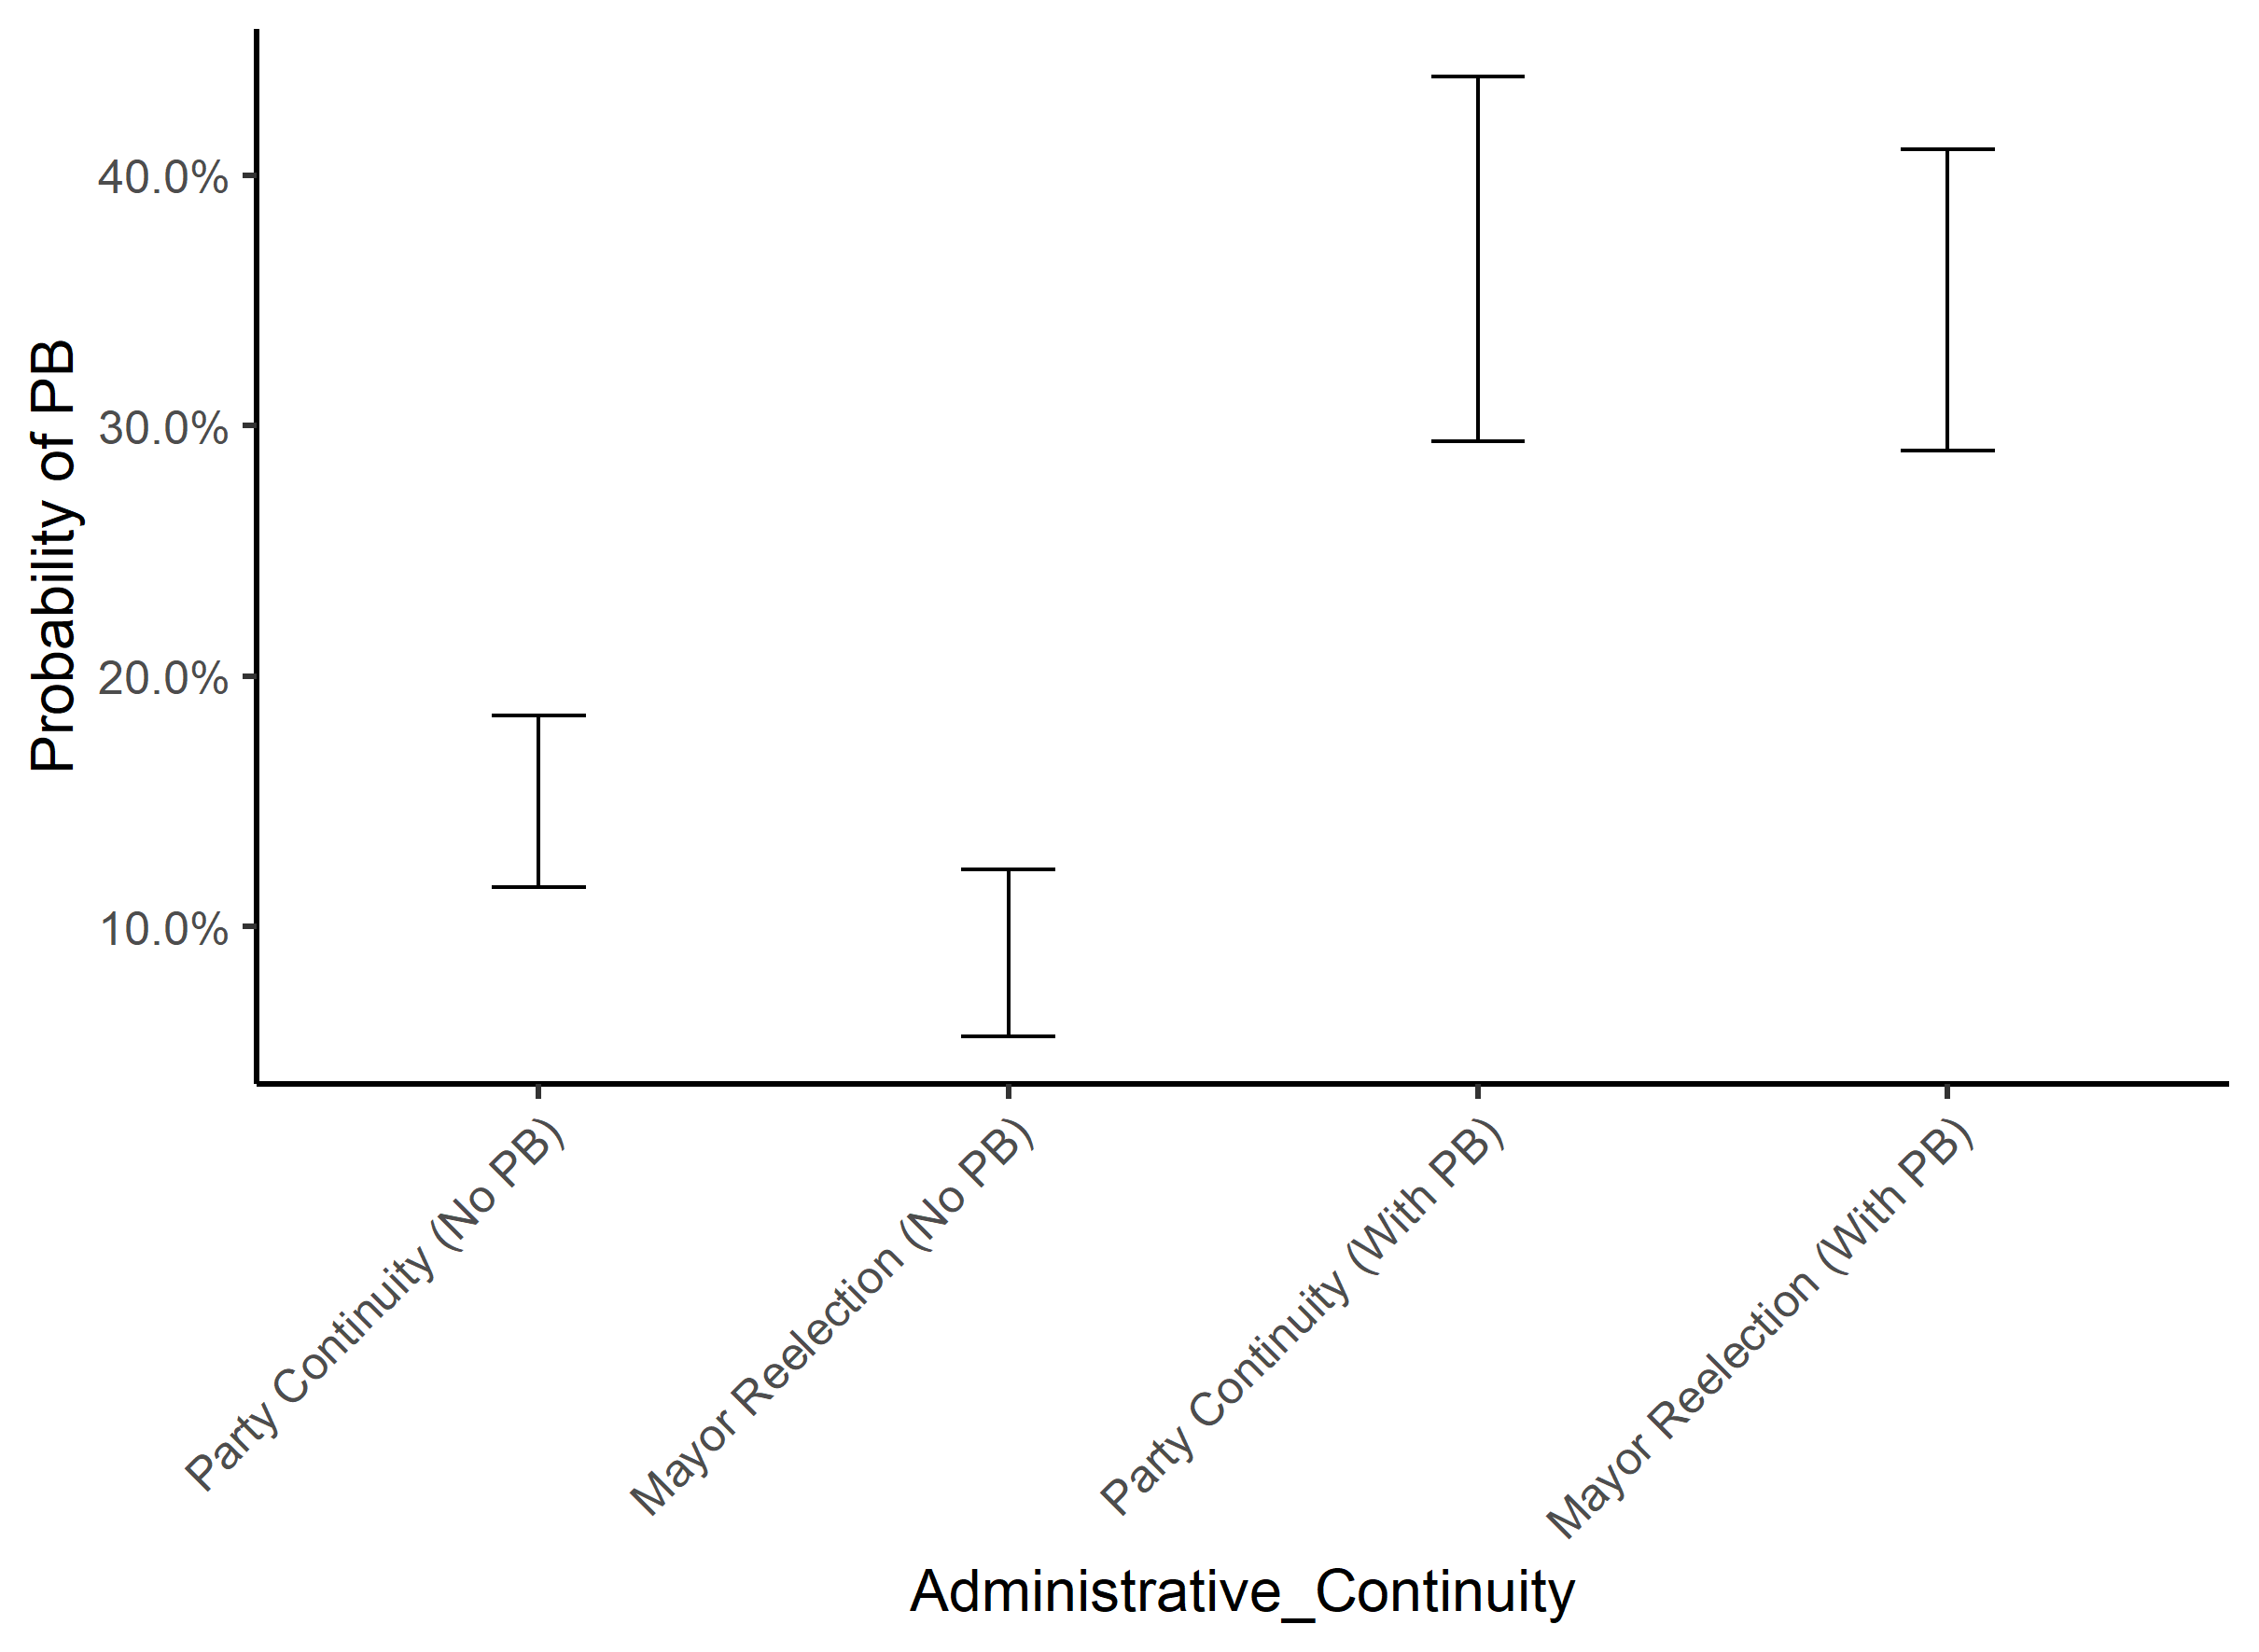 Probability of PB
40.0%
30.0%
20.0%
10.0%
Party Continuity (No PB)
Mayor Reelection (No PB)
Party Continuity (With PB)
Mayor Reelection (With PB)
Administrative_Continuity